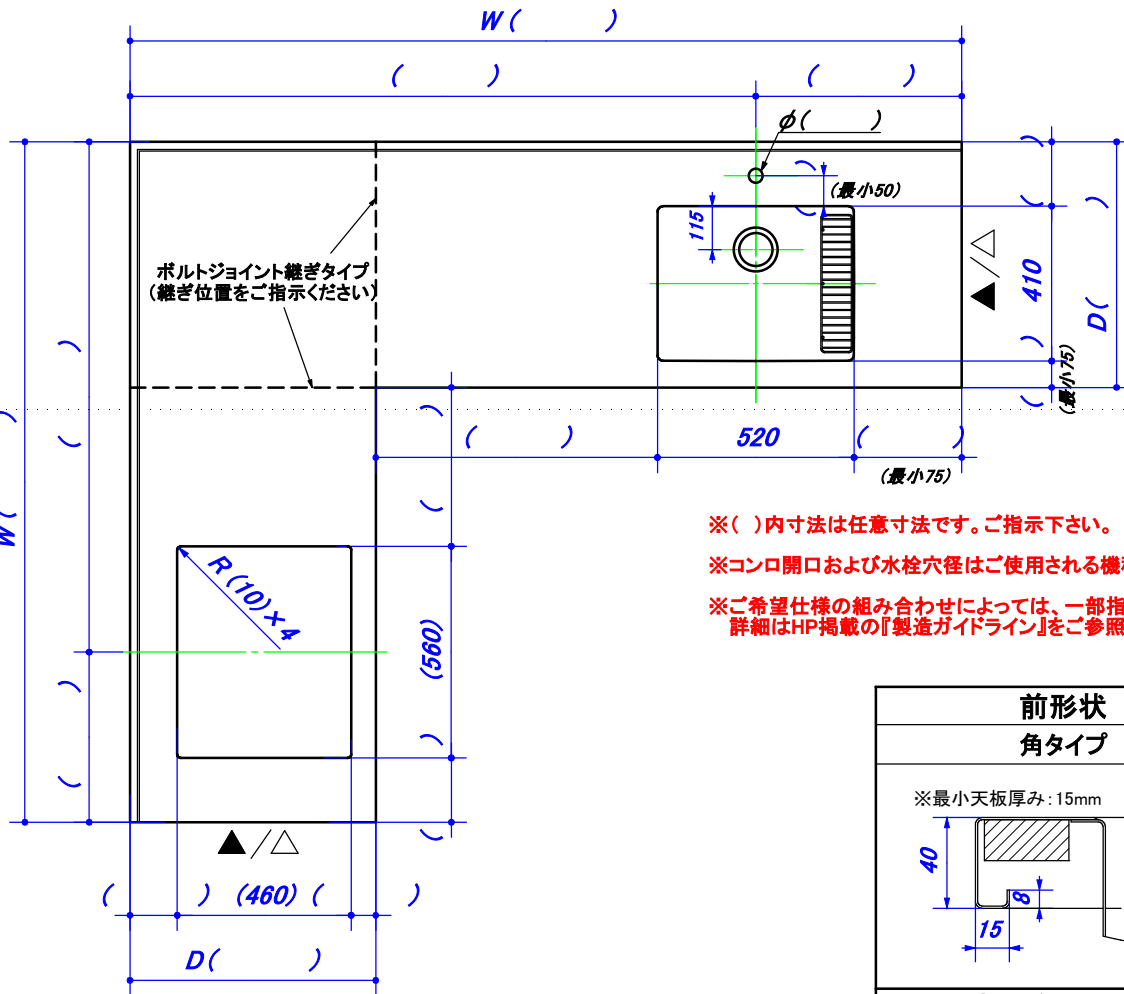 W(        )
(        ) (        )
φ(        )
(        )
(最小50)
115
ボルトジョイント継ぎタイプ
(継ぎ位置をご指示ください)
▲/△
410
D(        )
(        )
(最小75)
(        ) 520 (        )
(最小75)
W(        )
(        )
(        )
※(  )内寸法は任意寸法です。ご指示下さい。
※コンロ開口および水栓穴径はご使用される機
※ご希望仕様の組み合わせによっては、一部指
詳細はHP掲載の『製造ガイドライン』をご参照
R(10)×4
(560)
(        )
(        )
▲/△
(        ) (460) (        )
D(        )
前形状
角タイプ
※最小天板厚み:15mm
40
8
15